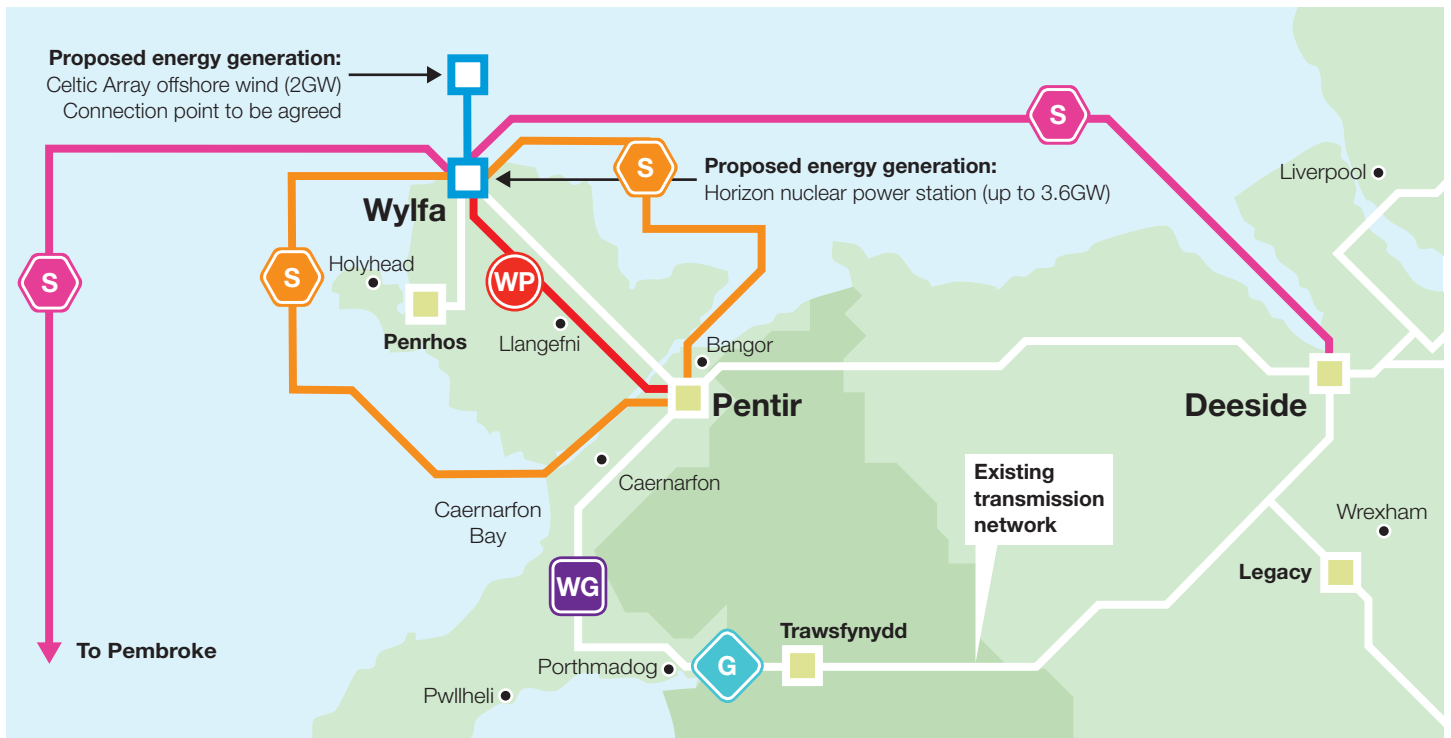 Proposed energy generation:
Celtic Array offshore wind (2GW)
Connection point to be agreed
S
S
Proposed energy generation:
Horizon nuclear power station (up to 3.6GW)
Liverpool
Wylfa
S
S
Holyhead
WP
Penrhos
Llangefni
Bangor
Pentir
Deeside
Caernarfon
Caernarfon
Bay
Existing
transmission
network
Wrexham
WG
Legacy
To Pembroke
Trawsfynydd
Porthmadog
G
Pwllheli